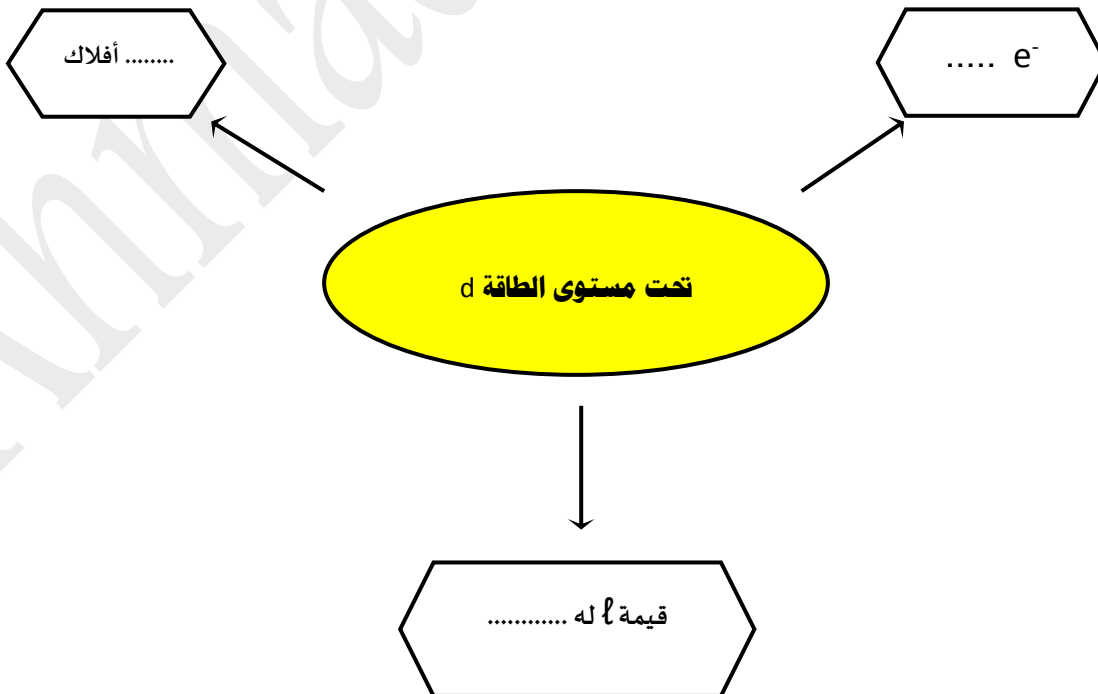 ........ أفلاك
..... e⁻
تحت مستوى الطاقة d
قيمة ℓ له ............